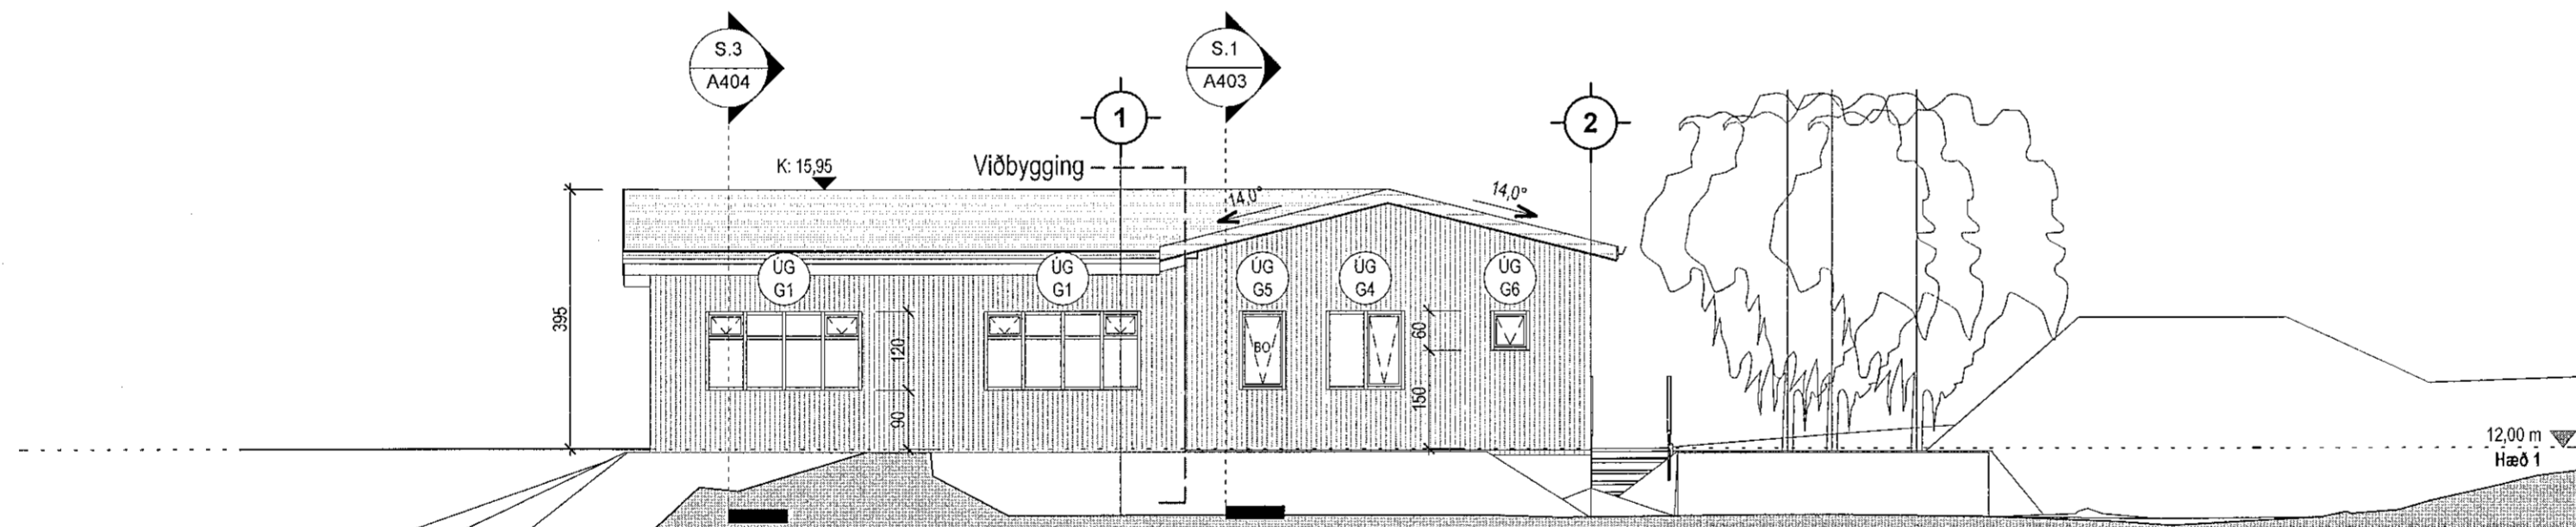 S.3
A404
S.1
A403
1
2
K: 15,95
Viðbygging
14,0°
14,0°
ÚG
G1
ÚG
G1
ÚG
G5
ÚG
G4
ÚG
G6
395
120
90
BO
60
150
12,00 m
Hæð 1